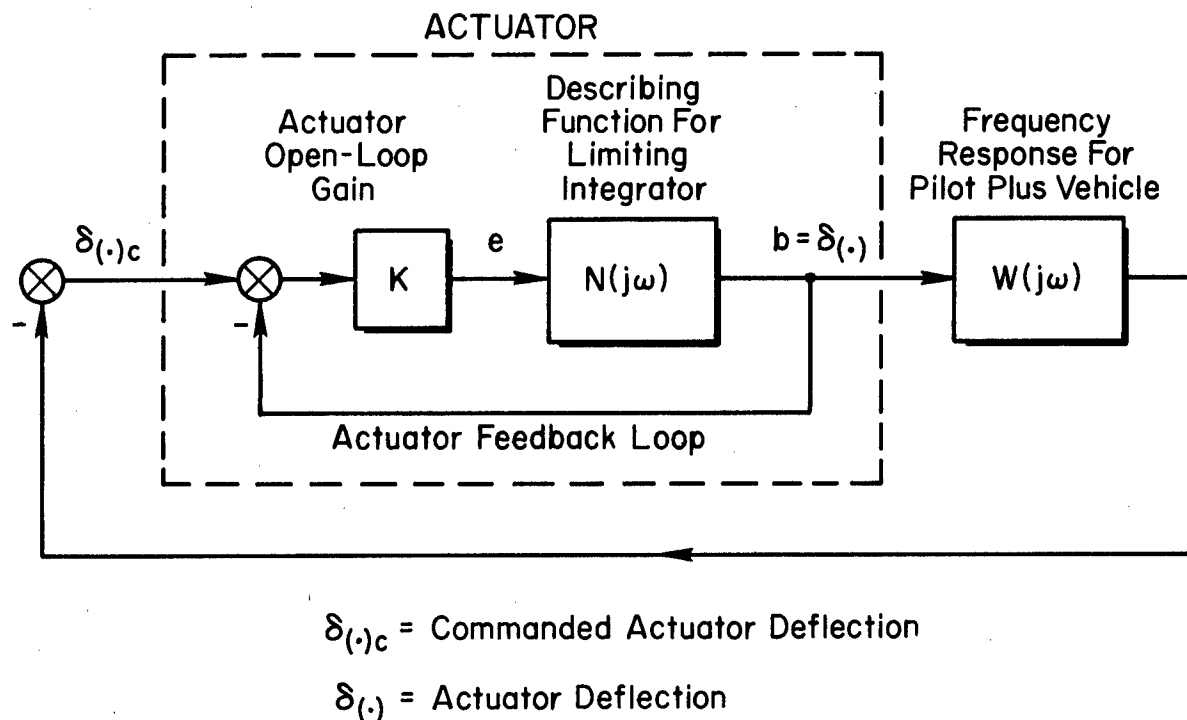 ACTUATOR
Actuator
Open-Loop
Gain
Describing
Function For
Limiting
Integrator
Frequency
Response For
Pilot Plus Vehicle
δ(·)c
K
e
N(jω)
b = δ(·)
W(jω)
-
-
Actuator Feedback Loop
δ(·)c = Commanded Actuator Deflection
δ(·) = Actuator Deflection